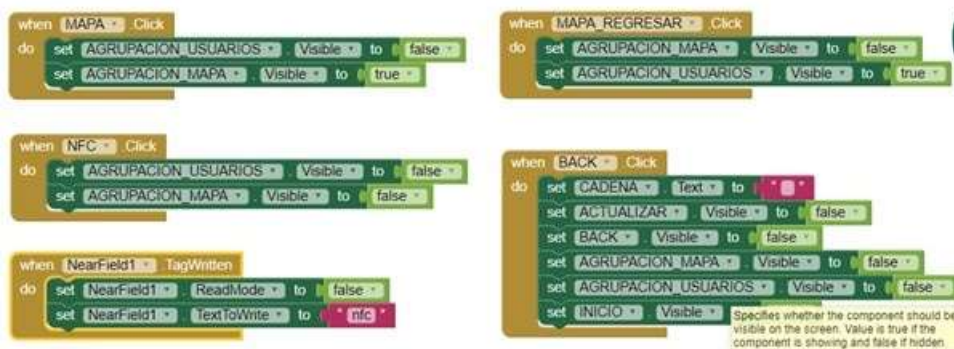 when MAPA . Click
do set AGRUPACION_USUARIOS . Visible to false
set AGRUPACION_MAPA . Visible to true
when MAPA_REGRESAR . Click
do set AGRUPACION_MAPA . Visible to false
set AGRUPACION_USUARIOS . Visible to true
when NFC . Click
do set AGRUPACION_USUARIOS . Visible to false
set AGRUPACION_MAPA . Visible to false
when NearField1 . TagWritten
do set NearField1 . ReadMode to false
set NearField1 . TextToWrite to " nfc "
when BACK . Click
do set CADENA . Text to " "
set ACTUALIZAR . Visible to false
set BACK . Visible to false
set AGRUPACION_MAPA . Visible to false
set AGRUPACION_USUARIOS . Visible to false
set INICIO . Visible
Specifies whether the component should be
visible on the screen. Value is true if the
component is showing and false if hidden.